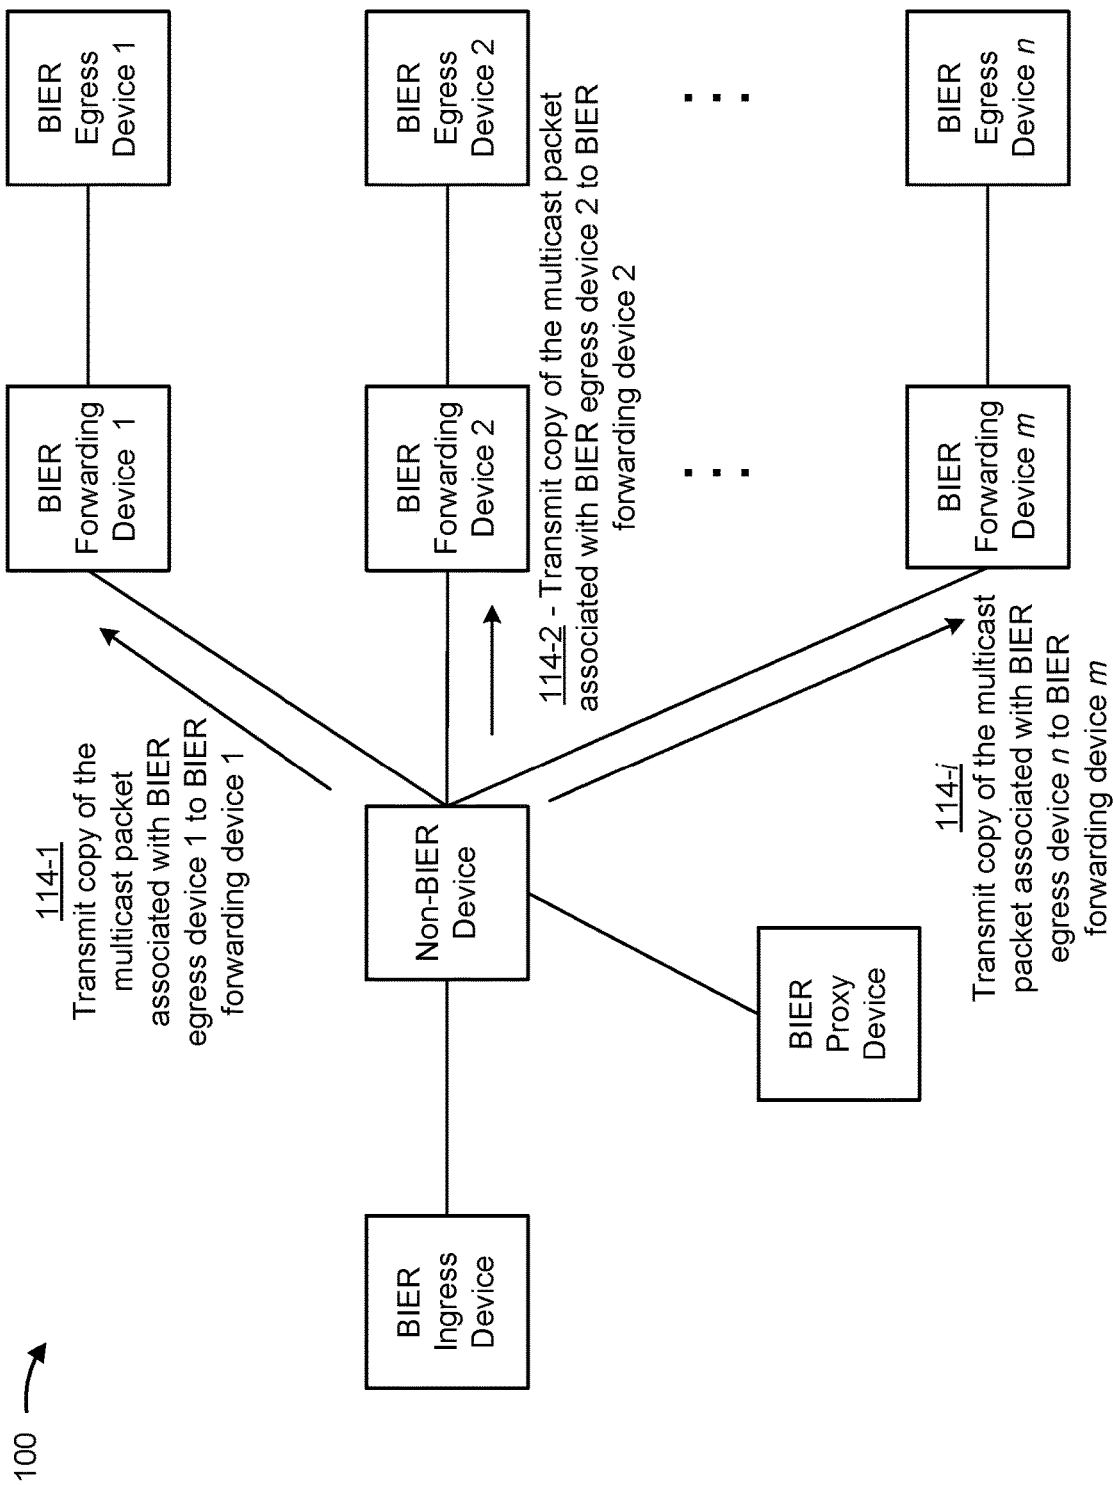 100
BIER
Ingress
Device
Non-BIER
Device
BIER
Proxy
Device
114-1
Transmit copy of the
multicast packet
associated with BIER
egress device 1 to BIER
forwarding device 1
BIER
Forwarding
Device 1
BIER
Egress
Device 1
BIER
Forwarding
Device 2
BIER
Egress
Device 2
114-2 - Transmit copy of the multicast packet
associated with BIER egress device 2 to BIER
forwarding device 2
. . .
. . .
114-i
Transmit copy of the multicast
packet associated with BIER
egress device n to BIER
forwarding device m
BIER
Forwarding
Device m
BIER
Egress
Device n